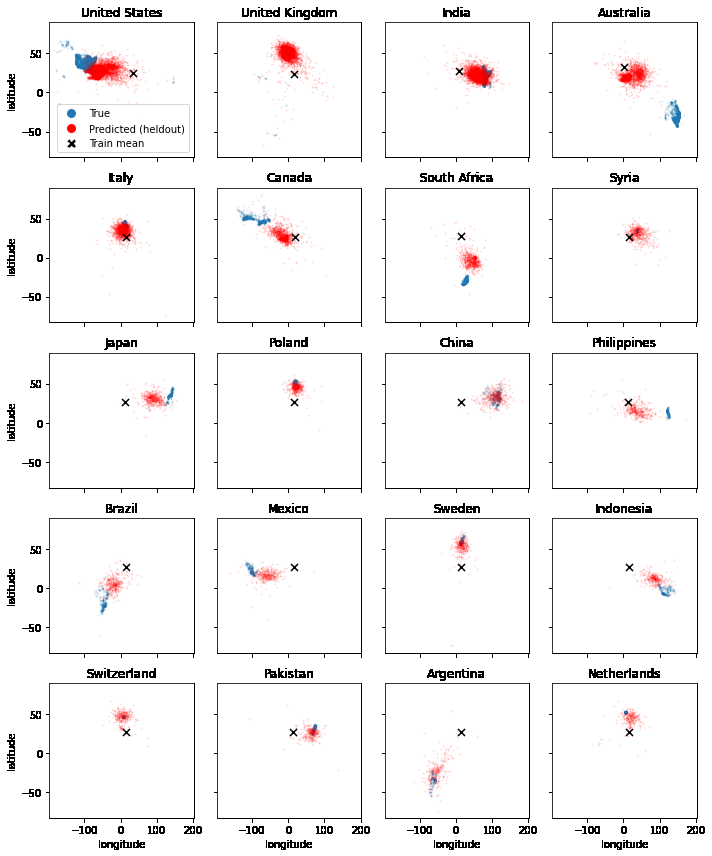 United States United Kingdom India Australia
latitude 50 0 −50
True
Predicted (heldout)
Train mean
Italy Canada South Africa Syria
latitude 50 0 −50
Japan Poland China Philippines
latitude 50 0 −50
Brazil Mexico Sweden Indonesia
latitude 50 0 −50
Switzerland Pakistan Argentina Netherlands
latitude 50 0 −50
−100 0 100 200 −100 0 100 200 −100 0 100 200 −100 0 100 200
longitude longitude longitude longitude